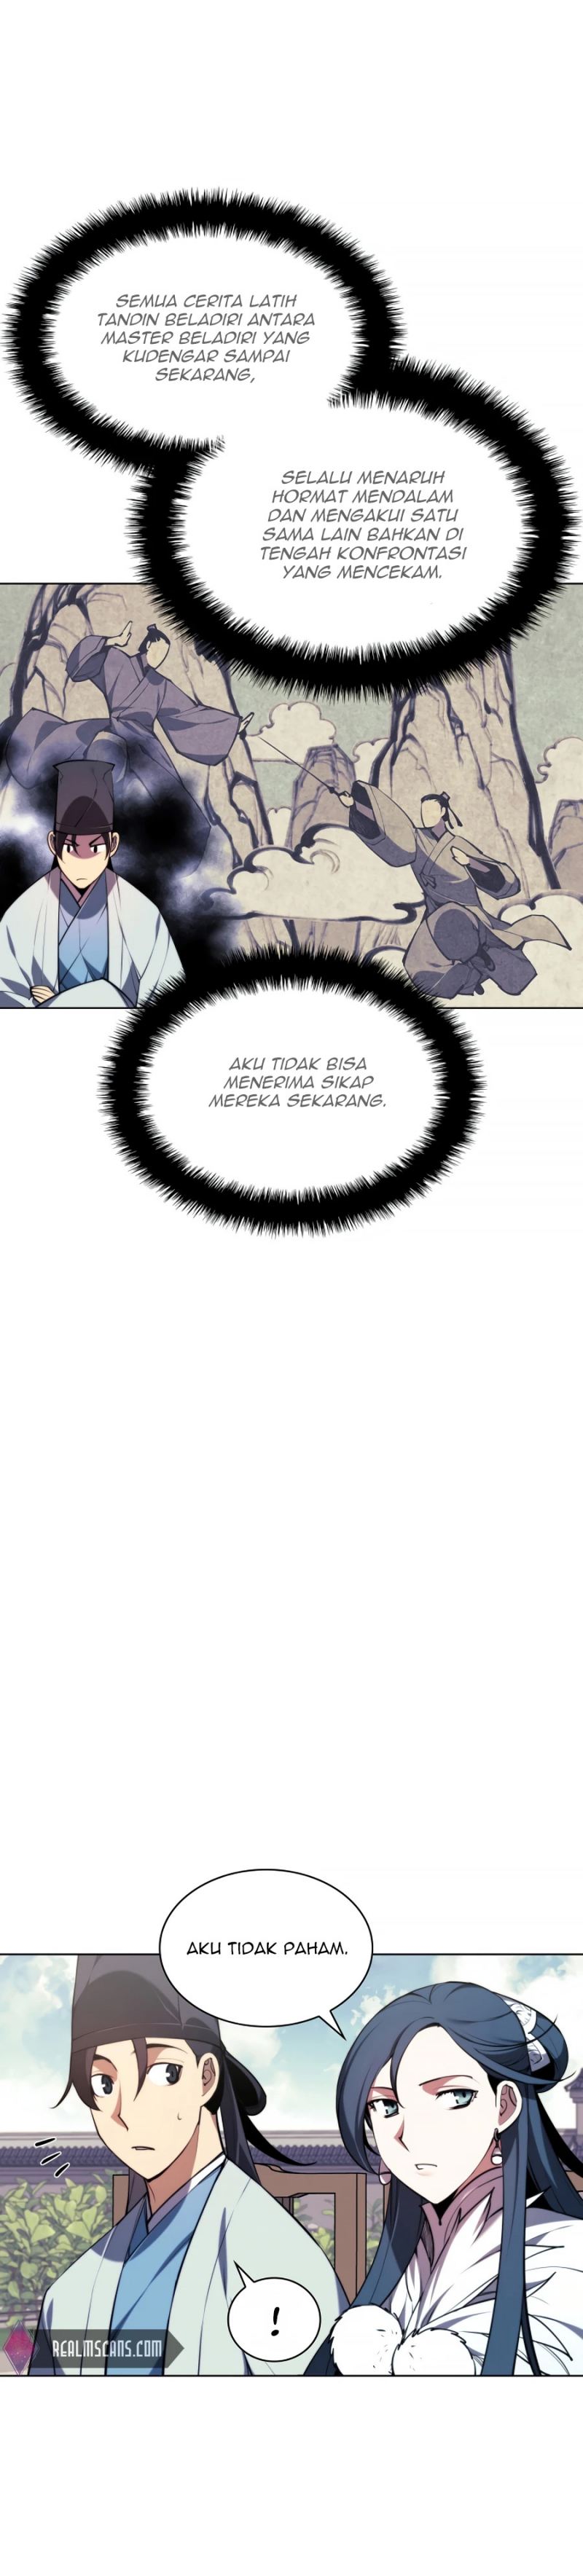 SEMUA CERITA LATIH
TANDIN BELADIRI ANTARA
MASTER BELADIRI YANG
KUDENGAR SAMPAI
SEKARANG,
SELALU MENARUH
HORMAT MENDALAM
DAN MENGAKUI SATU
SAMA LAIN BAHKAN DI
TENGAH KONFRONTASI
YANG MENCEKAM.
AKU TIDAK BISA
MENERIMA SIKAP
MEREKA SEKARANG.
AKU TIDAK PAHAM.
!
REALMSCANS.COM